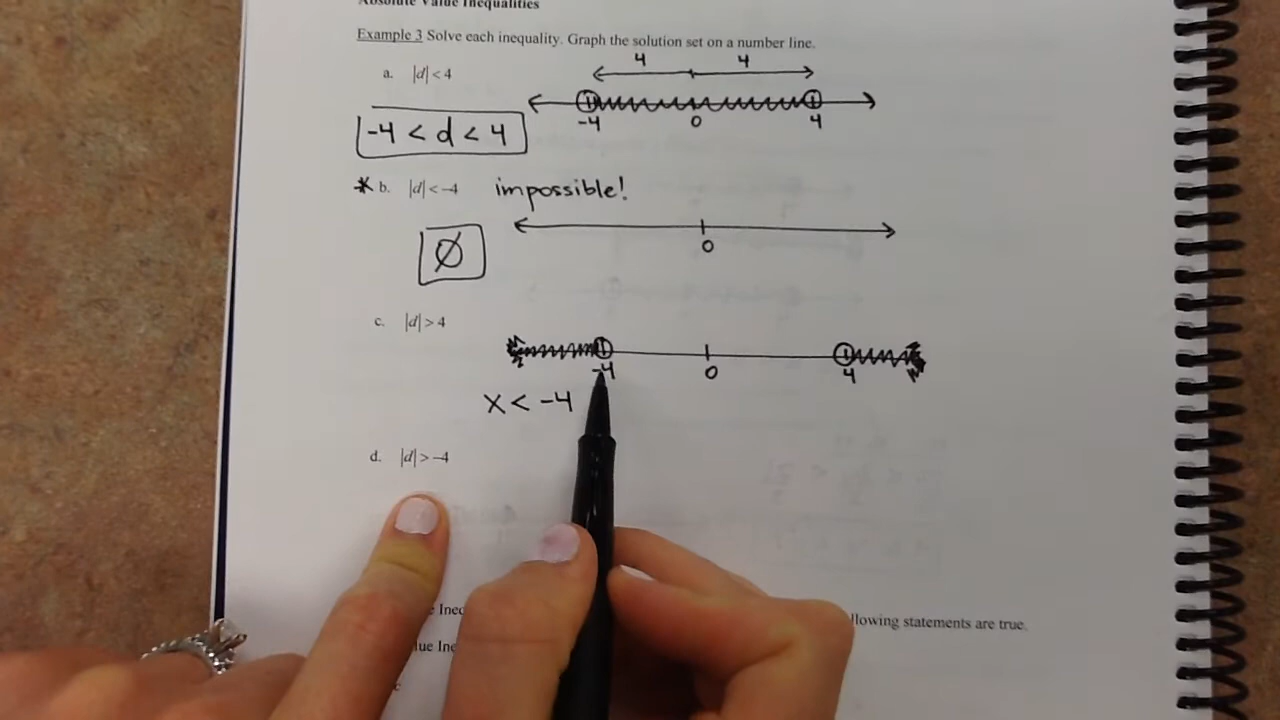 Absolute Value Inequalities
Example 3 Solve each inequality. Graph the solution set on a number line.
4 4
a. |d| < 4
-4 0 4
-4 < d < 4
* b. |d| < -4 impossible!
0
Ø
c. |d| > 4
-4 0 4
x < -4
d. |d| > -4
llowing statements are true.